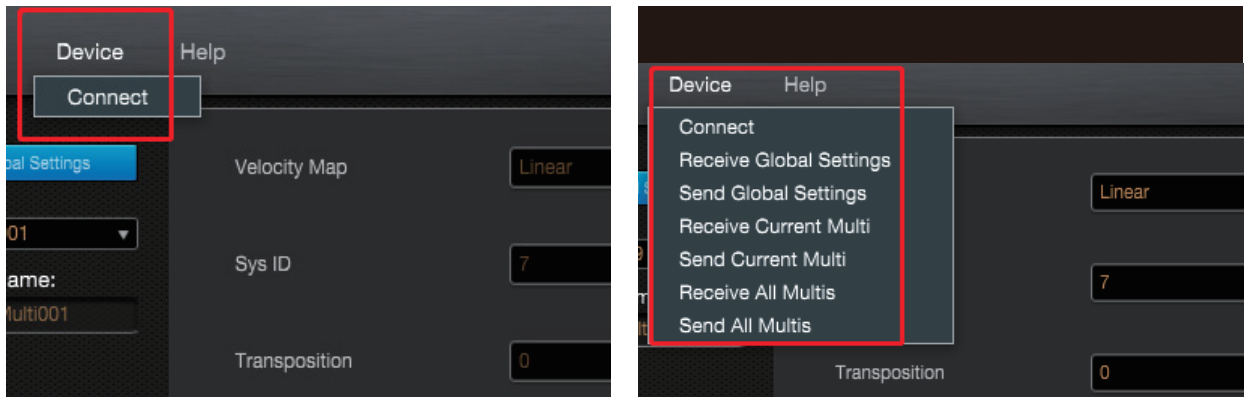 Device Help
Connect
bal Settings
Velocity Map Linear
01
Sys ID 7
ame:
Multi001
Transposition 0
Device Help
Connect
Receive Global Settings
Send Global Settings
Linear
Receive Current Multi
Send Current Multi
Receive All Multis
7
Send All Multis
Transposition 0